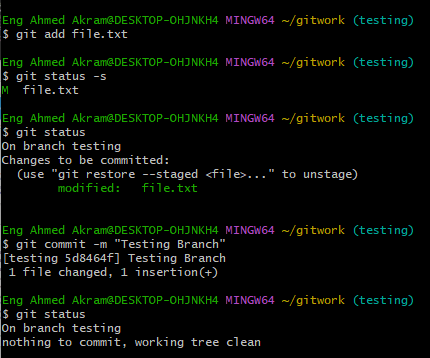 Eng Ahmed Akram@DESKTOP-OHJNKH4 MINGW64 ~/gitwork (testing)
$ git add file.txt
Eng Ahmed Akram@DESKTOP-OHJNKH4 MINGW64 ~/gitwork (testing)
$ git status -s
M  file.txt
Eng Ahmed Akram@DESKTOP-OHJNKH4 MINGW64 ~/gitwork (testing)
$ git status
On branch testing
Changes to be committed:
  (use "git restore --staged <file>..." to unstage)
        modified:   file.txt
Eng Ahmed Akram@DESKTOP-OHJNKH4 MINGW64 ~/gitwork (testing)
$ git commit -m "Testing Branch"
[testing 5d8464f] Testing Branch
 1 file changed, 1 insertion(+)
Eng Ahmed Akram@DESKTOP-OHJNKH4 MINGW64 ~/gitwork (testing)
$ git status
On branch testing
nothing to commit, working tree clean